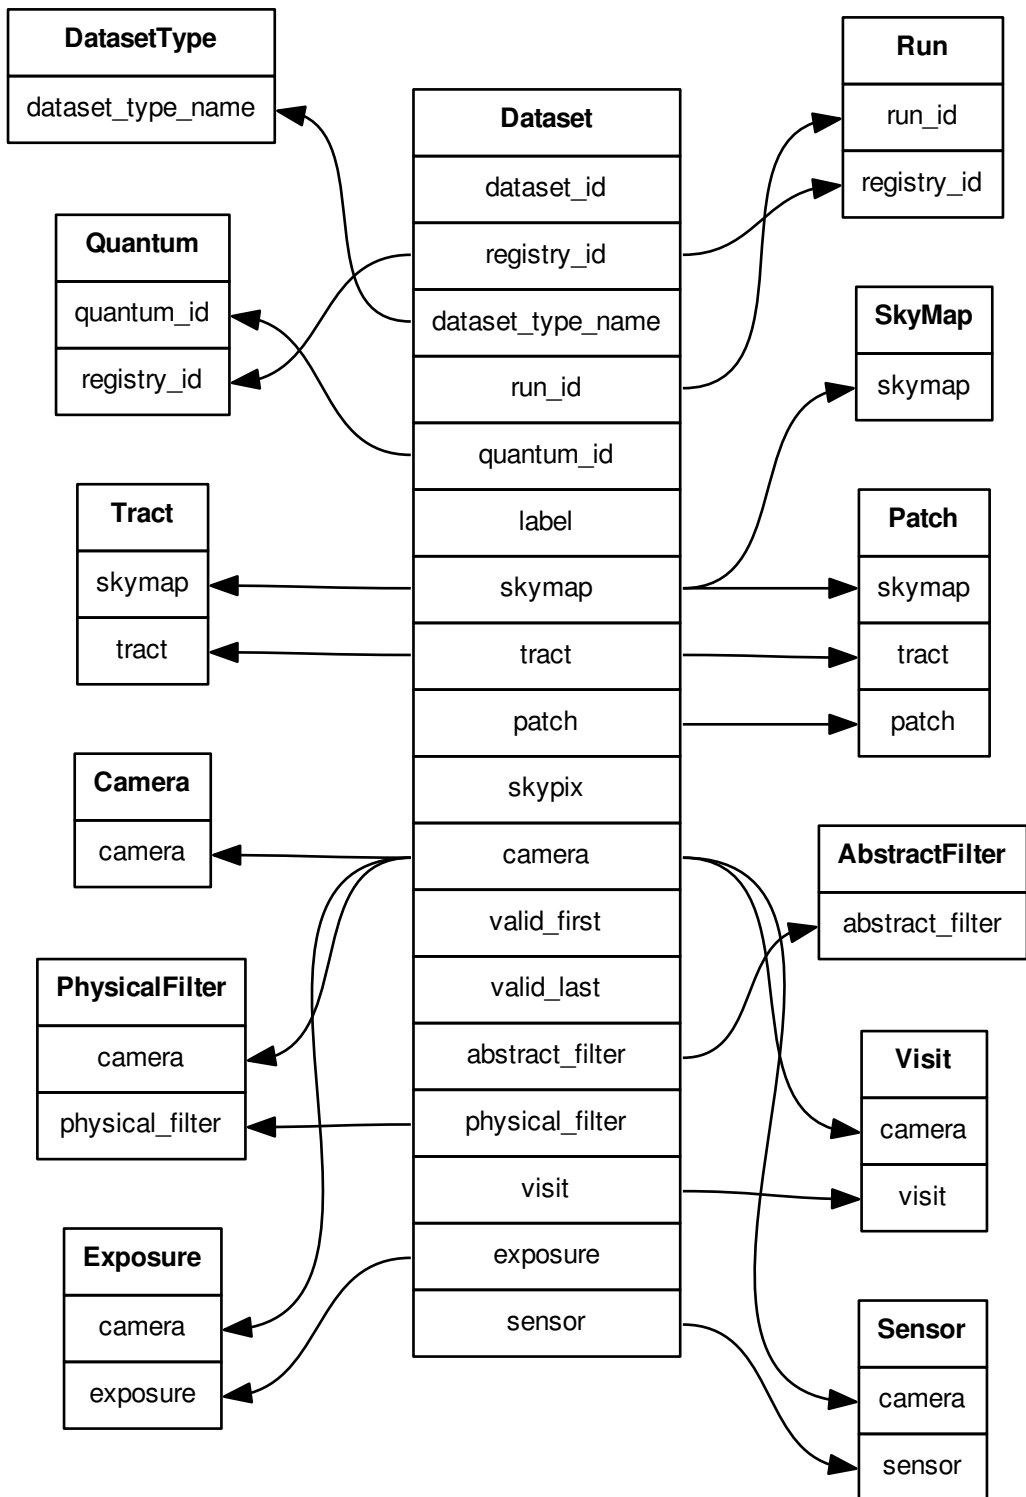 DatasetType
dataset_type_name
Quantum
quantum_id
registry_id
Tract
skymap
tract
Camera
camera
PhysicalFilter
camera
physical_filter
Exposure
camera
exposure
Dataset
dataset_id
registry_id
dataset_type_name
run_id
quantum_id
label
skymap
tract
patch
skypix
camera
valid_first
valid_last
abstract_filter
physical_filter
visit
exposure
sensor
Run
run_id
registry_id
SkyMap
skymap
Patch
skymap
tract
patch
AbstractFilter
abstract_filter
Visit
camera
visit
Sensor
camera
sensor